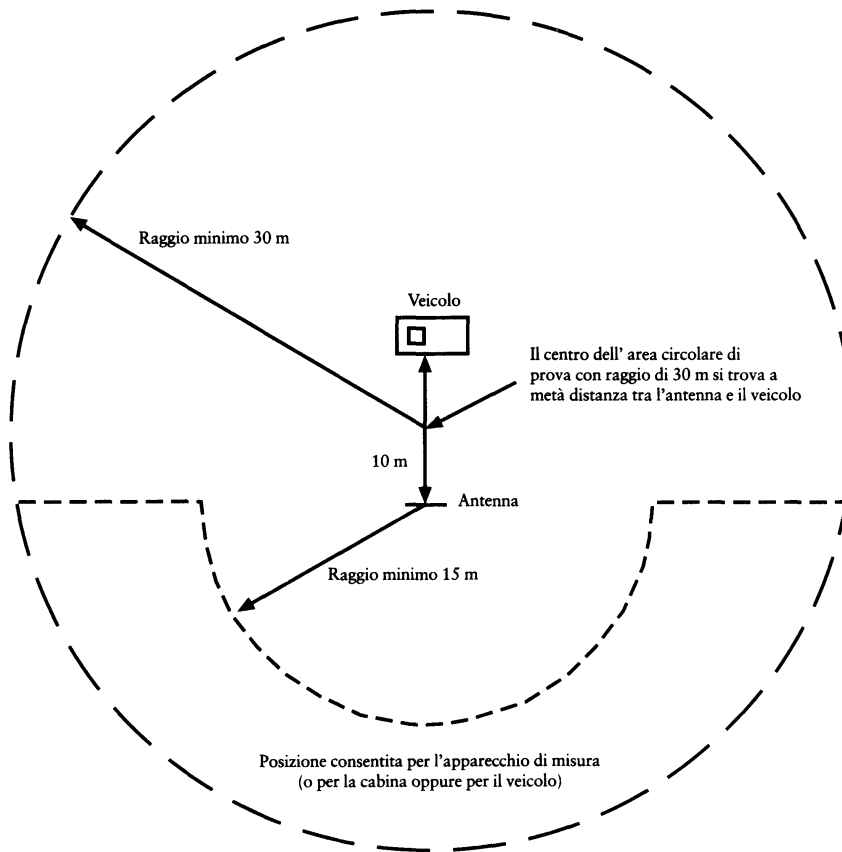 Raggio minimo 30 m
Veicolo
Il centro dell' area circolare di
prova con raggio di 30 m si trova a
metà distanza tra l'antenna e il veicolo
10 m
Antenna
Raggio minimo 15 m
Posizione consentita per l'apparecchio di misura
(o per la cabina oppure per il veicolo)